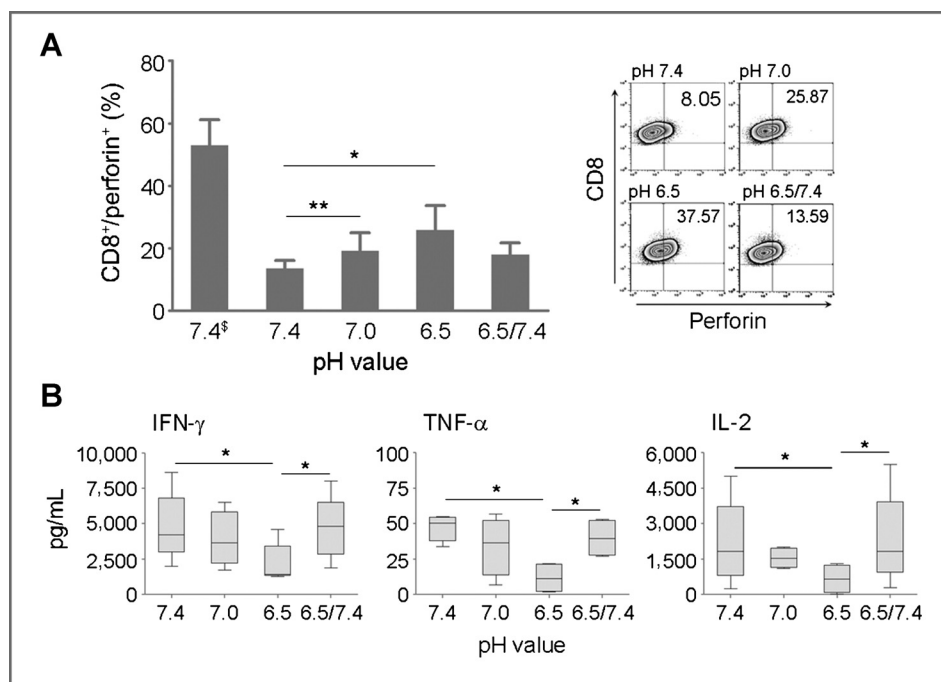 A
CD8⁺/perforin⁺ (%)
80
60
40
20
0
*
**
7.4$ 7.4 7.0 6.5 6.5/7.4
pH value
pH 7.4 pH 7.0
8.05 25.87
pH 6.5 pH 6.5/7.4
37.57 13.59
CD8
Perforin
B
IFN-γ TNF-α IL-2
pg/mL
10,000
7,500
5,000
2,500
0
* *
7.4 7.0 6.5 6.5/7.4
100
75
50
25
0
* *
7.4 7.0 6.5 6.5/7.4
6,000
4,500
3,000
1,500
0
* *
7.4 7.0 6.5 6.5/7.4
pH value